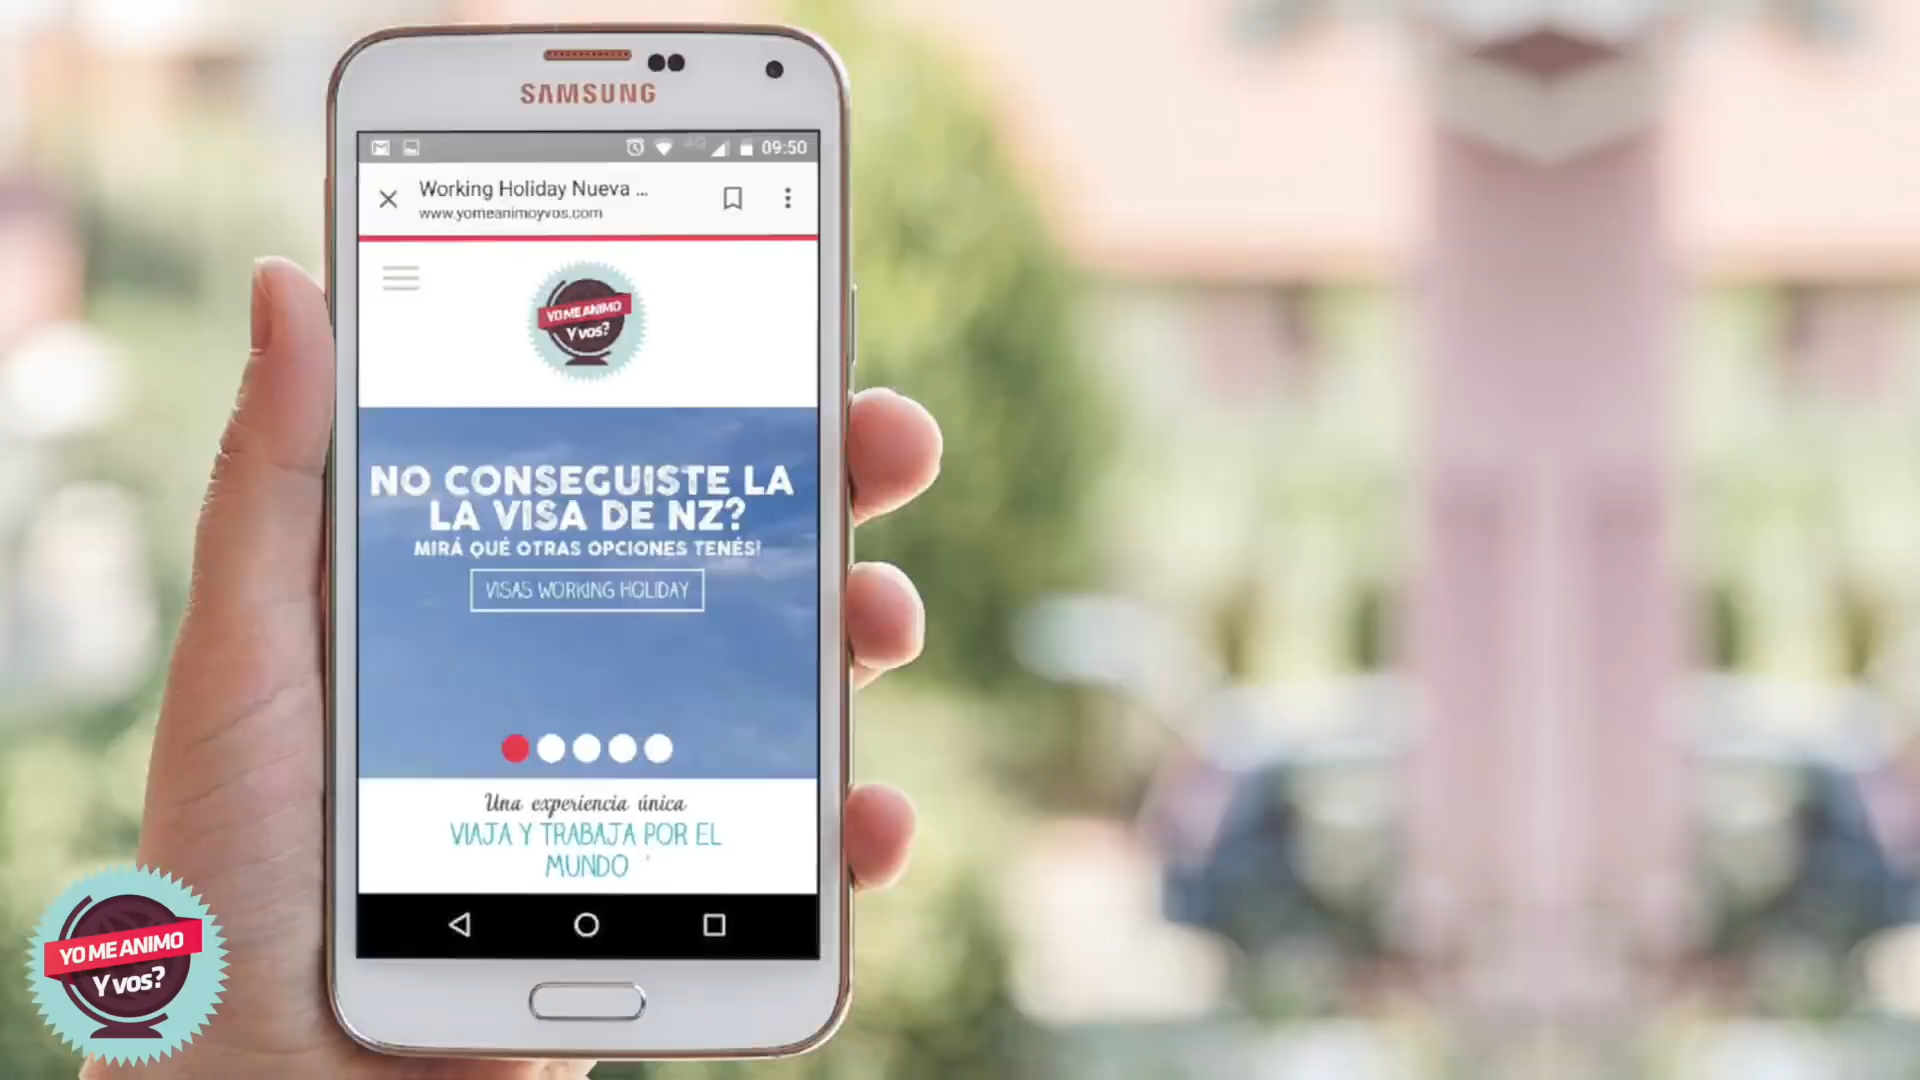 SAMSUNG
4G
09:50
Working Holiday Nueva ...
www.yomeanimoyvos.com
YO ME ANIMO
Y vos?
NO CONSEGUISTE LA
LA VISA DE NZ?
MIRÁ QUÉ OTRAS OPCIONES TENÉS!
VISAS WORKING HOLIDAY
Una experiencia única
VIAJA Y TRABAJA POR EL
MUNDO
YO ME ANIMO
Y vos?